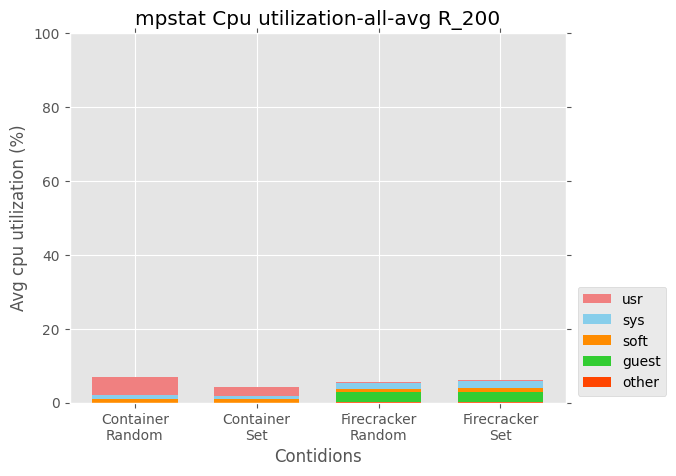 mpstat Cpu utilization-all-avg R_200
Avg cpu utilization (%)
100
80
60
40
20
0
Container
Random
Container
Set
Firecracker
Random
Firecracker
Set
Contidions
usr
sys
soft
guest
other